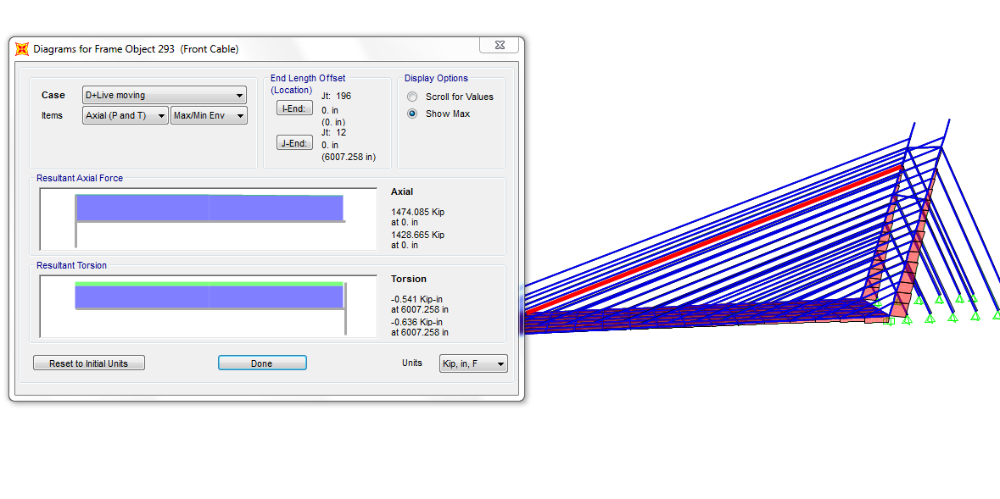 Diagrams for Frame Object 293 (Front Cable)
Case
D+Live moving
Items
Axial (P and T)
Max/Min Env
End Length Offset
(Location)
I-End:
Jt: 196
0. in
(0. in)
J-End:
Jt: 12
0. in
(6007.258 in)
Display Options
Scroll for Values
Show Max
Resultant Axial Force
Axial
1474.085 Kip
at 0. in
1428.665 Kip
at 0. in
Resultant Torsion
Torsion
-0.541 Kip-in
at 6007.258 in
-0.636 Kip-in
at 6007.258 in
Reset to Initial Units
Done
Units
Kip, in, F